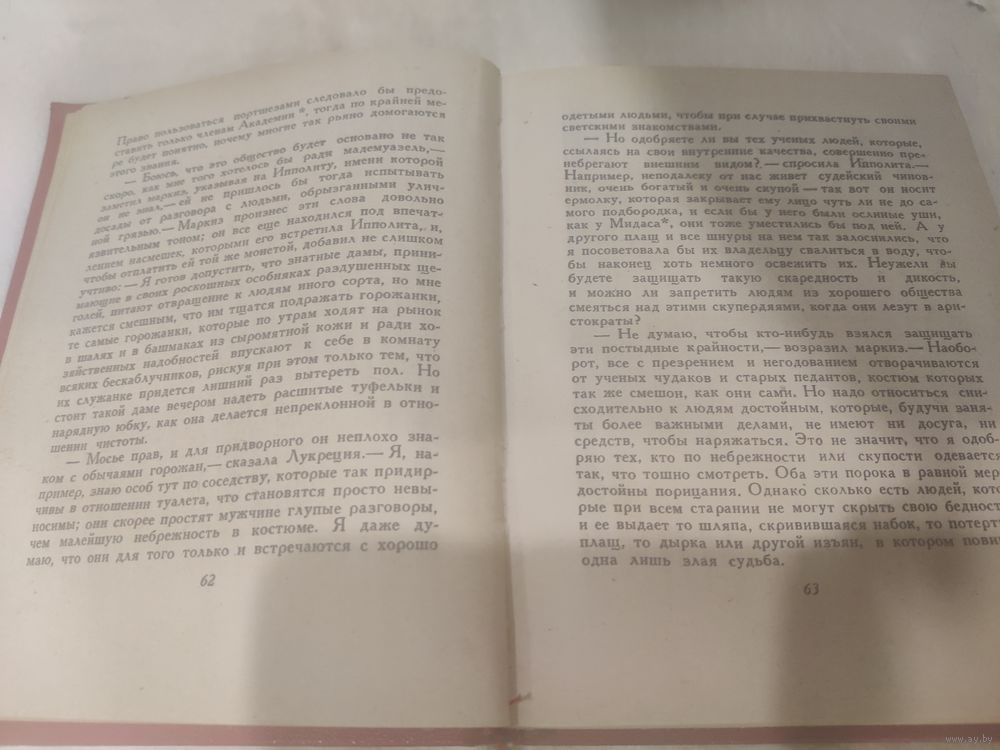 Право пользоваться портшезами следовало бы предо-
ставить только членам Академии*, тогда по крайней ме-
ре будет понятно, почему многие так рьяно домогаются
этого звания.
— Боюсь, что это общество будет основано не так
скоро, как мне того хотелось бы ради мадемуазель,—
заметил маркиз, указывая на Ипполиту, имени которой
он не знал,— ей не пришлось бы тогда испытывать
досады от разговора с людьми, обрызганными улич-
ной грязью.— Маркиз произнес эти слова довольно
язвительным тоном; он все еще находился под впечат-
лением насмешек, которыми его встретила Ипполита, и,
чтобы отплатить ей той же монетой, добавил не слишком
учтиво: — Я готов допустить, что знатные дамы, прини-
мающие в своих роскошных особняках раздушенных ще-
голей, питают отвращение к людям иного сорта, но мне
кажется смешным, что им тщатся подражать горожанки,
те самые горожанки, которые по утрам ходят на рынок
в шалях и в башмаках из сыромятной кожи и ради хо-
зяйственных надобностей впускают к себе в комнату
всяких бескаблучников, рискуя при этом только тем, что
их служанке придется лишний раз вытереть пол. Но
стоит такой даме вечером надеть расшитые туфельки и
нарядную юбку, как она делается непреклонной в отно-
шении чистоты.
— Мосье прав, и для придворного он неплохо зна-
ком с обычаями горожан,— сказала Лукреция.— Я, на-
пример, знаю особ тут по соседству, которые так придир-
чивы в отношении туалета, что становятся просто невы-
носимы; они скорее простят мужчине глупые разговоры,
чем малейшую небрежность в костюме. Я даже ду-
маю, что они для того только и встречаются с хорошо
62
одетыми людьми, чтобы при случае прихвастнуть своими
светскими знакомствами.
— Но одобряете ли вы тех ученых людей, которые,
ссылаясь на свои внутренние качества, совершенно пре-
небрегают внешним видом? — спросила Ипполита.—
Например, неподалеку от нас живет судейский чинов-
ник, очень богатый и очень скупой — так вот он носит
ермолку, которая закрывает ему лицо чуть ли не до са-
мого подбородка, и если бы у него были ослиные уши,
как у Мидаса*, они тоже уместились бы под ней. А у
другого плащ и все шнуры на нем так залоснились, что
я посоветовала бы их владельцу свалиться в воду, что-
бы наконец хоть немного освежить их. Неужели вы
будете защищать такую скаредность и дикость,
и можно ли запретить людям из хорошего общества
смеяться над этими скупердяями, когда они лезут в ари-
стократы?
— Не думаю, чтобы кто-нибудь взялся защищать
эти постыдные крайности,— возразил маркиз.— Наобо-
рот, все с презрением и негодованием отворачиваются
от ученых чудаков и старых педантов, костюм которых
так же смешон, как они сами. Но надо относиться сни-
сходительно к людям достойным, которые, будучи заня-
ты более важными делами, не имеют ни досуга, ни
средств, чтобы наряжаться. Это не значит, что я одоб-
ряю тех, кто по небрежности или скупости одевается
так, что тошно смотреть. Оба эти порока в равной мер
достойны порицания. Однако сколько есть людей, кото
рые при всем старании не могут скрыть свою бедност
и ее выдает то шляпа, скривившаяся набок, то потерт
плащ, то дырка или другой изъян, в котором пови
одна лишь злая судьба.
63
www.ay.by